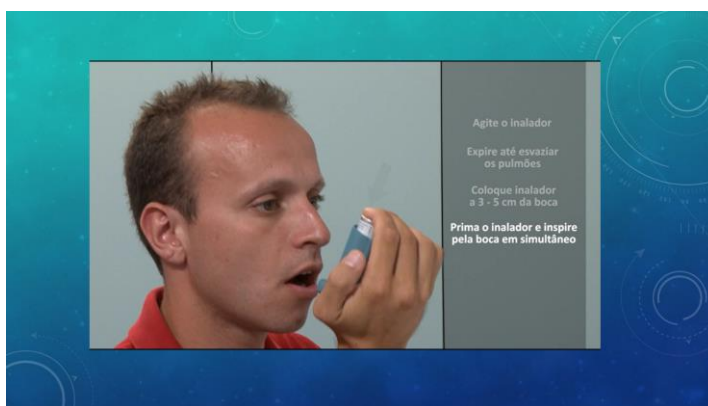 Agite o inalador
Expire até esvaziar
os pulmões
Coloque inalador
a 3 - 5 cm da boca
Prima o inalador e inspire
pela boca em simultâneo